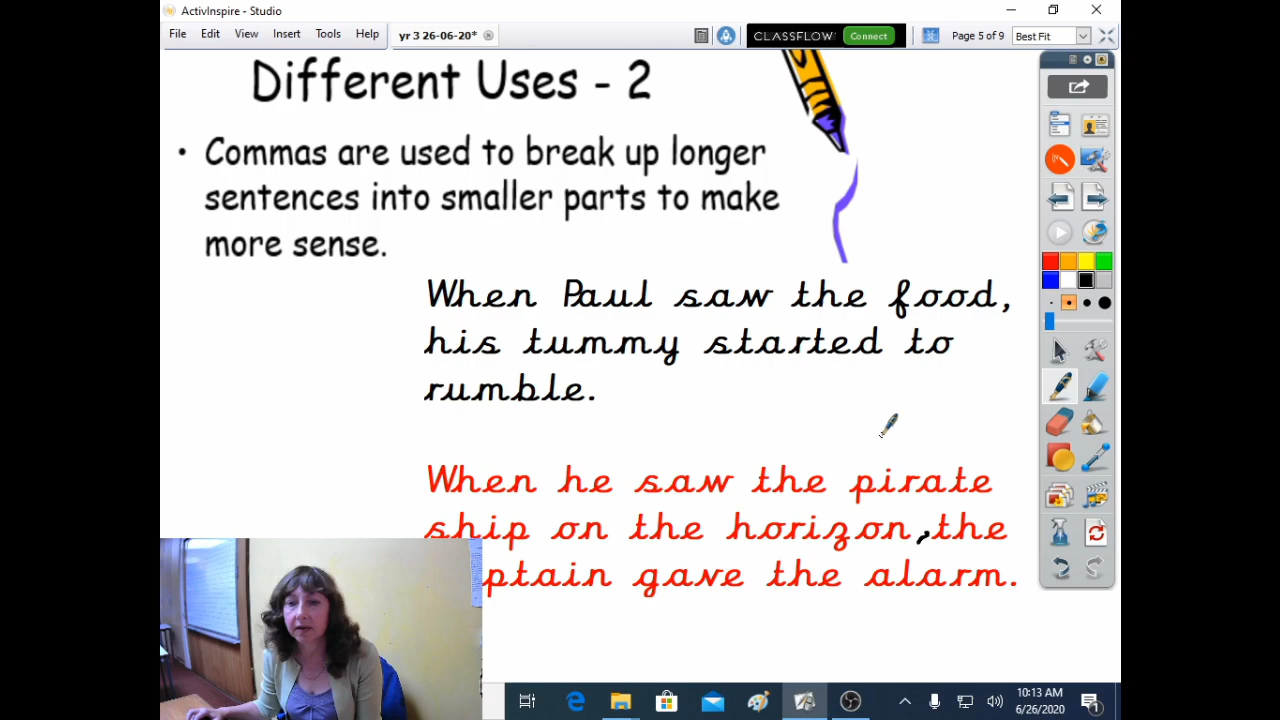 ActivInspire - Studio
File Edit View Insert Tools Help
yr 3 26-06-20*
CLASSFLOW Connect
Page 5 of 9
Best Fit
Different Uses - 2
• Commas are used to break up longer
sentences into smaller parts to make
more sense.
When Paul saw the food,
his tummy started to
rumble.
When he saw the pirate
ship on the horizon, the
ptain gave the alarm.
10:13 AM
6/26/2020
1